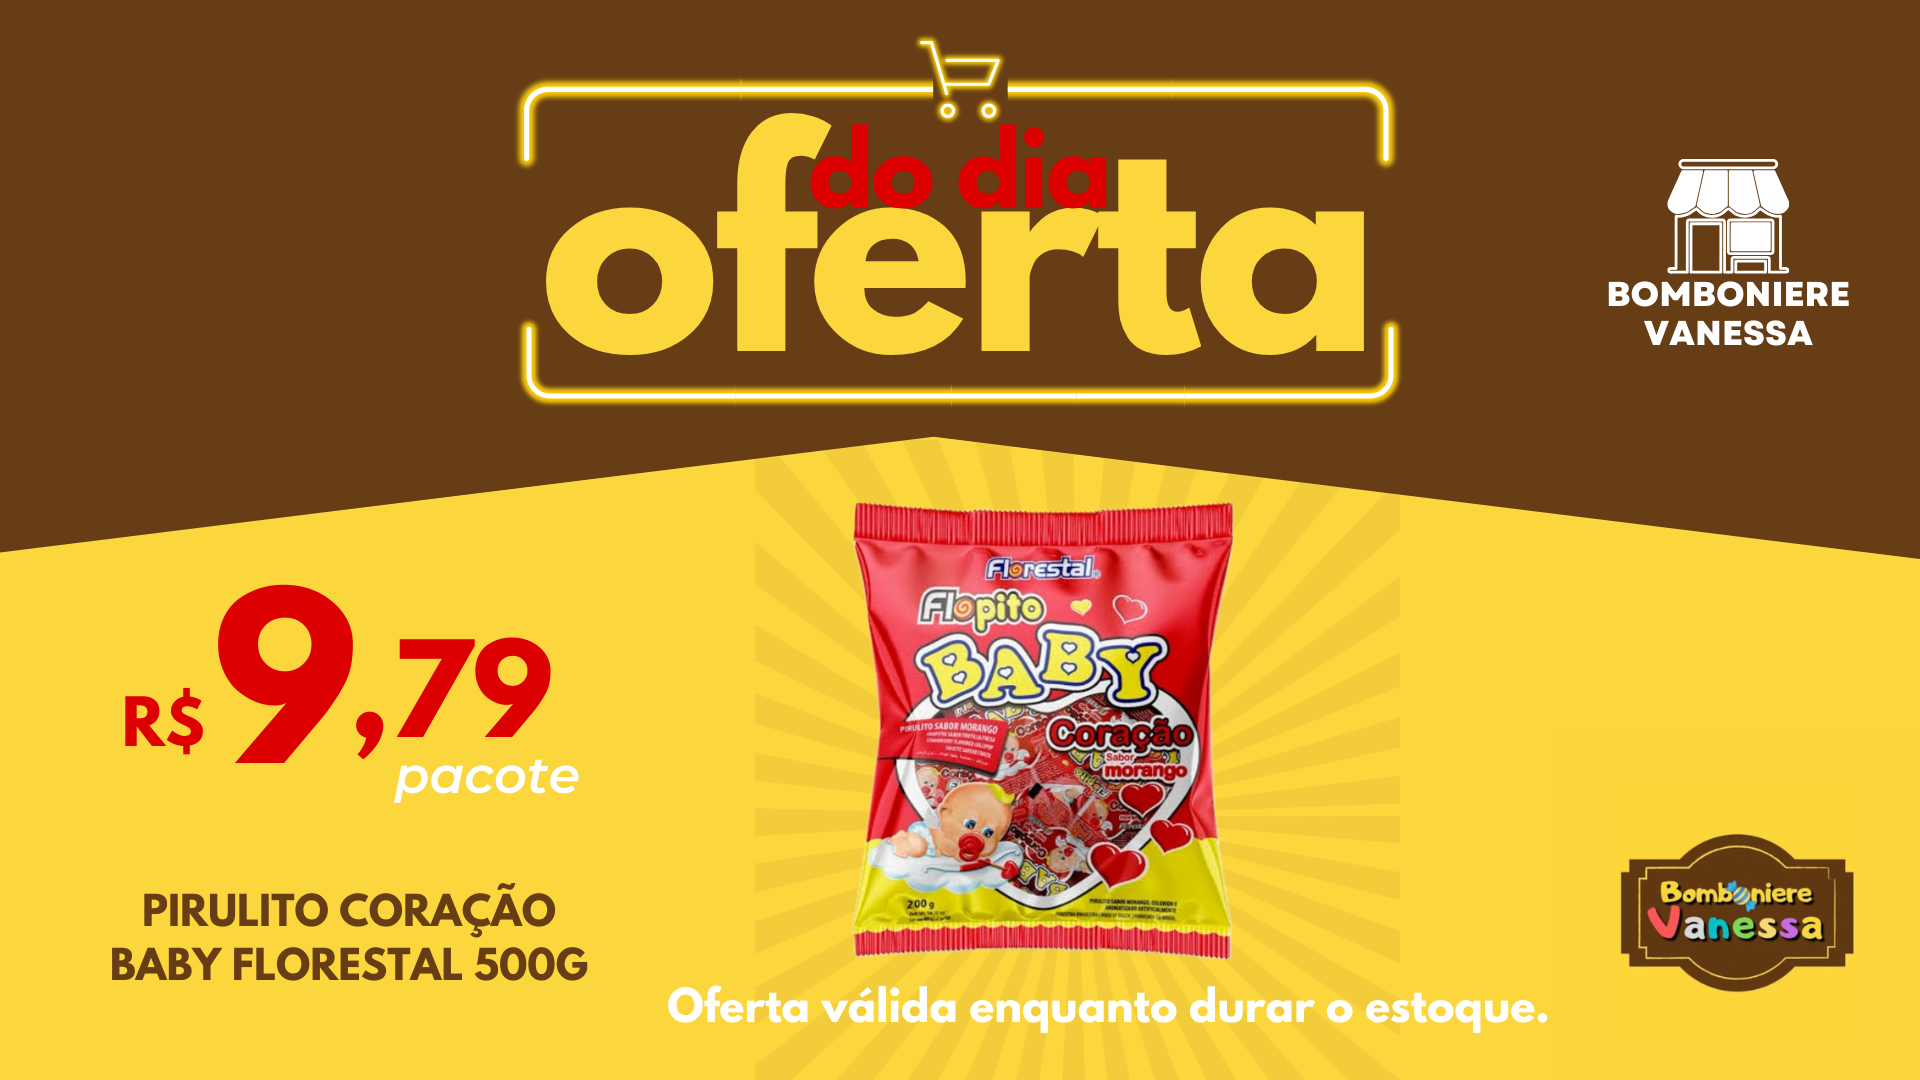 do dia
oferta
BOMBONIERE
VANESSA
R$ 9,79
pacote
PIRULITO CORAÇÃO
BABY FLORESTAL 500G
Florestal
Flopito
BABY
PIRULITO SABOR MORANGO
Coração
Sabor
morango
200 g
Bomboniere
Vanessa
Oferta válida enquanto durar o estoque.